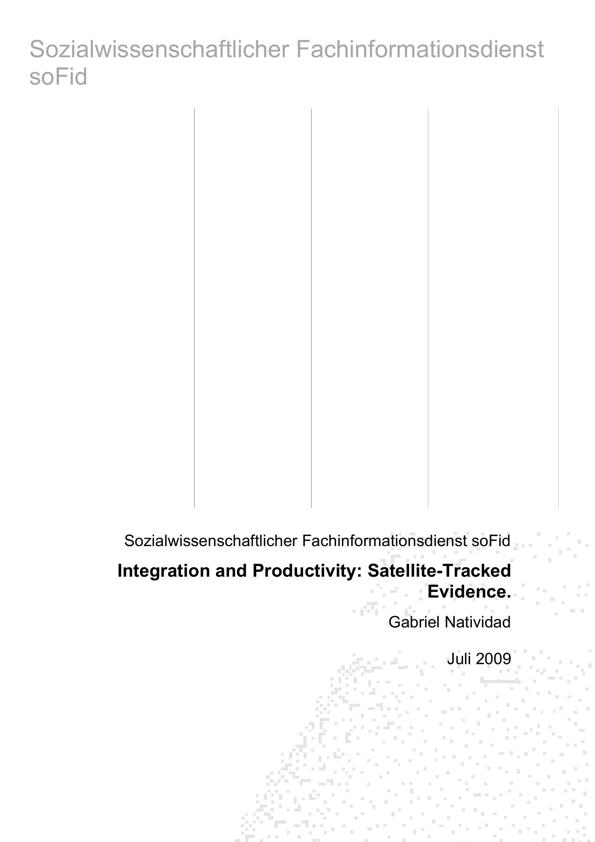 Sozialwissenschaftlicher Fachinformationsdienst
soFid
Sozialwissenschaftlicher Fachinformationsdienst soFid
Integration and Productivity: Satellite-Tracked
Evidence.
Gabriel Natividad
Juli 2009